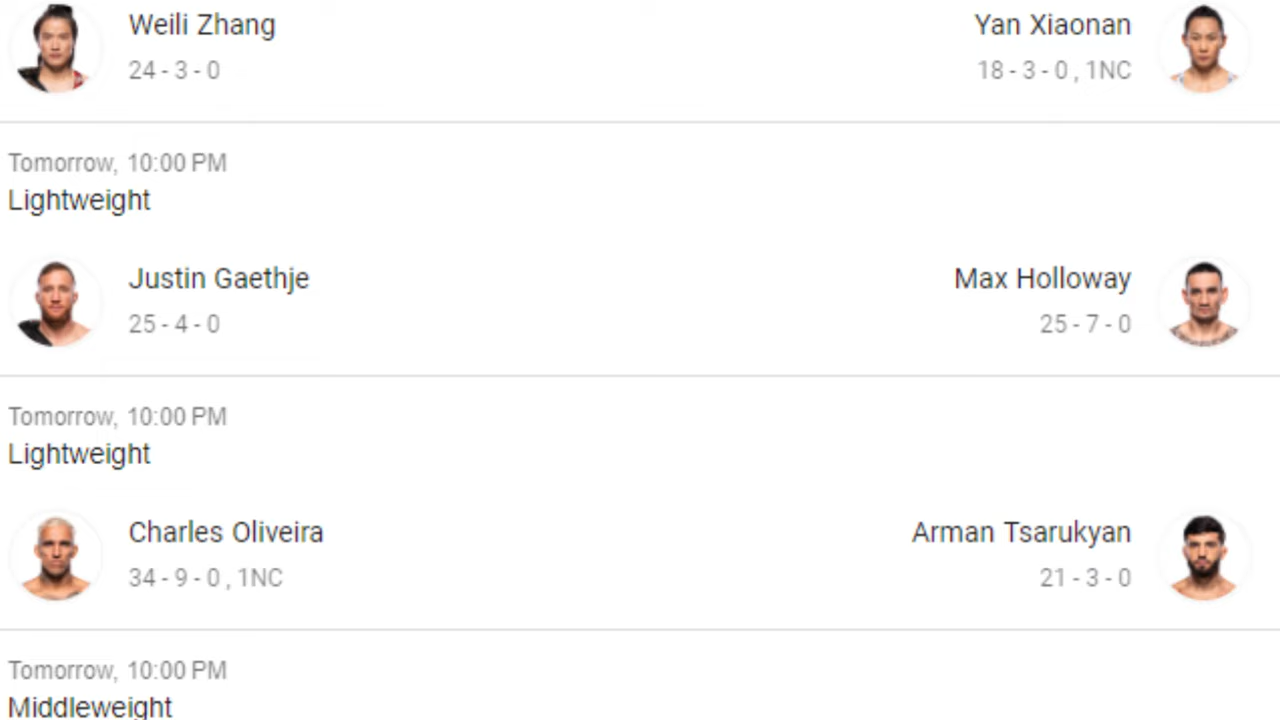 Weili Zhang Yan Xiaonan
24 - 3 - 0 18 - 3 - 0 , 1NC
Tomorrow, 10:00 PM
Lightweight
Justin Gaethje Max Holloway
25 - 4 - 0 25 - 7 - 0
Tomorrow, 10:00 PM
Lightweight
Charles Oliveira Arman Tsarukyan
34 - 9 - 0 , 1NC 21 - 3 - 0
Tomorrow, 10:00 PM
Middleweight